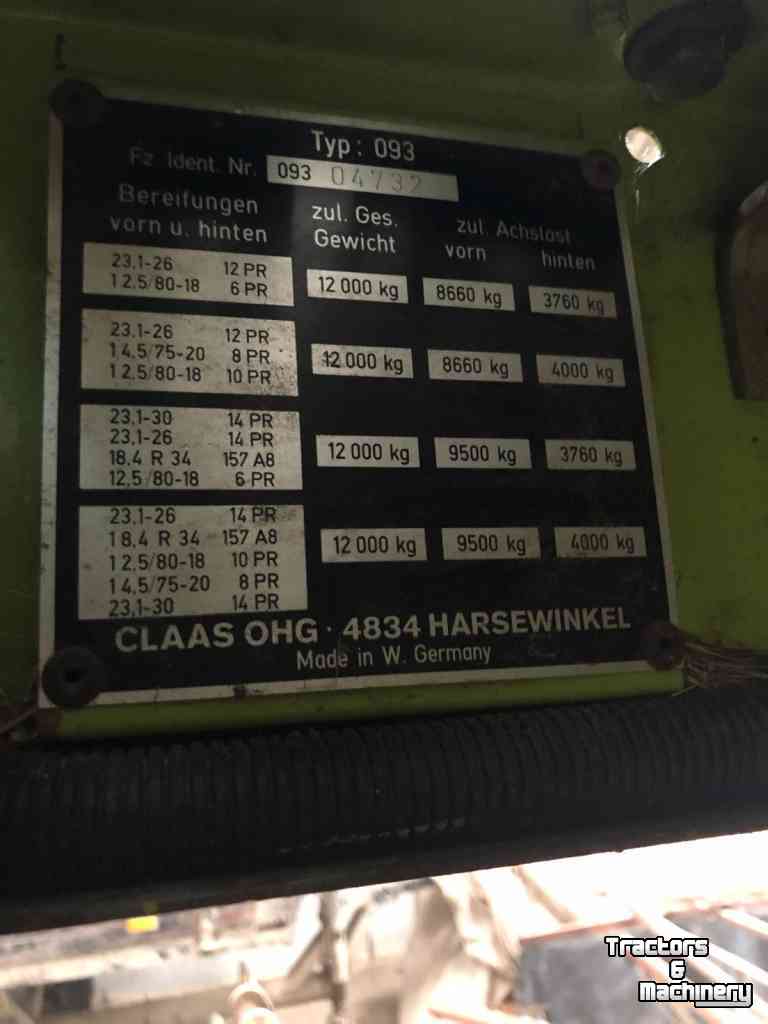 Typ: 093
Fz Ident. Nr. 093 04732
Bereifungen vorn u. hinten
zul. Ges. Gewicht
zul. Achslast
vorn hinten
23.1-26 12 PR
12.5/80-18 6 PR
12 000 kg 8660 kg 3760 kg
23.1-26 12 PR
14,5/75-20 8 PR
12.5/80-18 10 PR
12 000 kg 8660 kg 4000 kg
23,1-30 14 PR
23.1-26 14 PR
18.4 R 34 157 A8
12,5/80-18 6 PR
12 000 kg 9500 kg 3760 kg
23.1-26 14 PR
18.4 R 34 157 A8
12.5/80-18 10 PR
14.5/75-20 8 PR
23.1-30 14 PR
12 000 kg 9500 kg 4000 kg
CLAAS OHG · 4834 HARSEWINKEL
Made in W. Germany
Tractors
&
Machinery